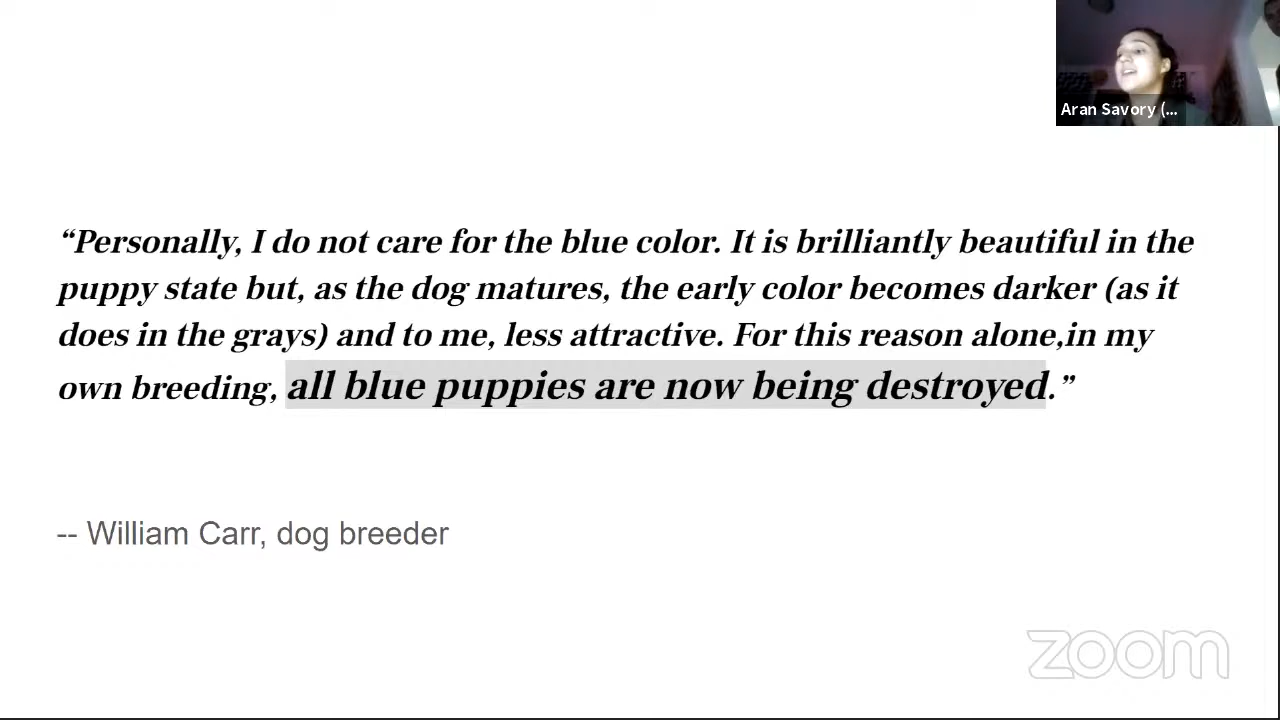 Aran Savory (...
“Personally, I do not care for the blue color. It is brilliantly beautiful in the
puppy state but, as the dog matures, the early color becomes darker (as it
does in the grays) and to me, less attractive. For this reason alone,in my
own breeding, all blue puppies are now being destroyed.”
-- William Carr, dog breeder
zoom